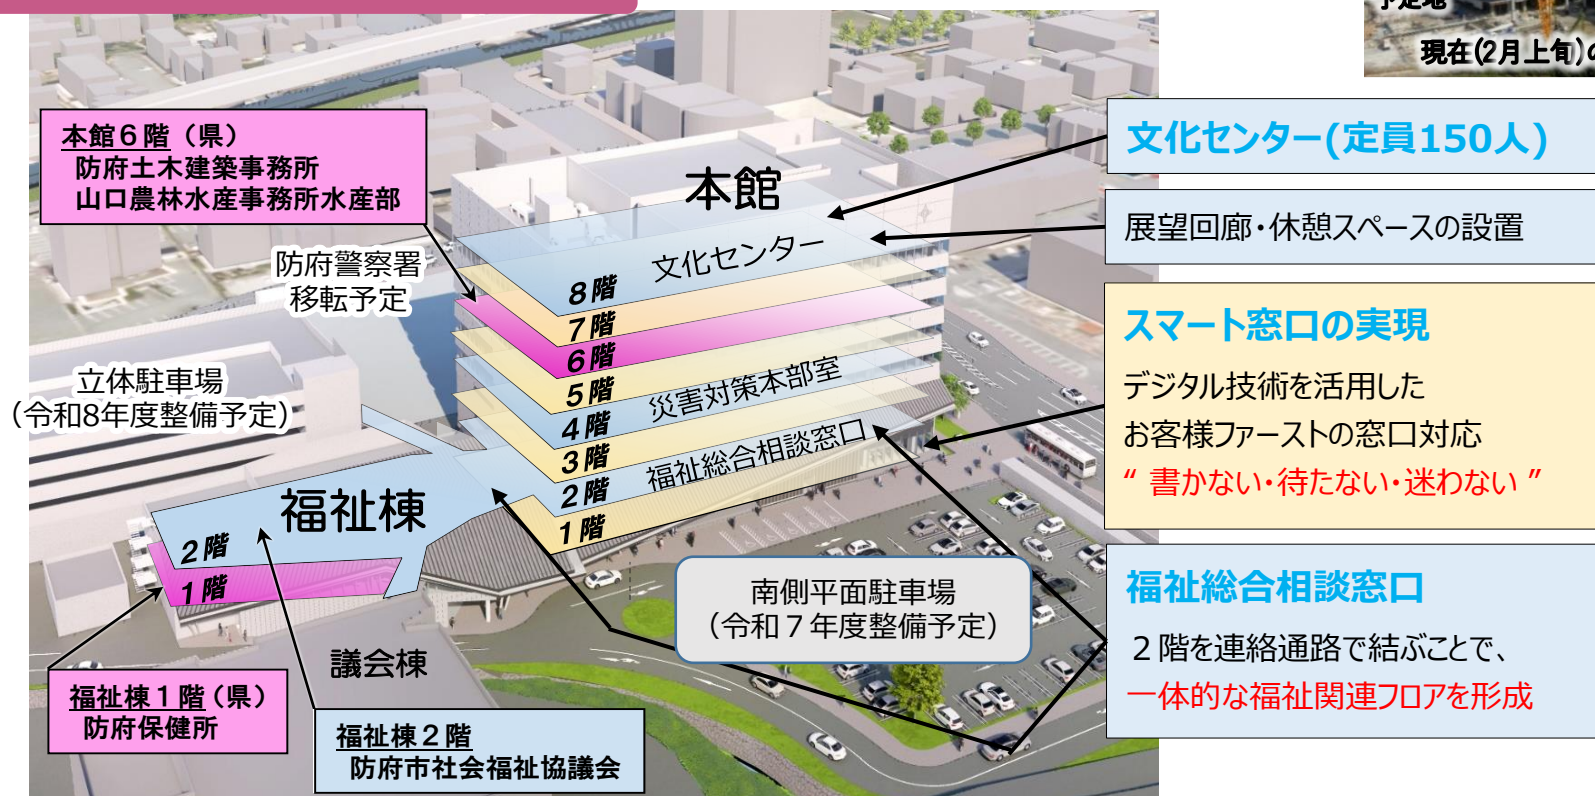 予定地
現在(2月上旬)の
本館6階（県）
防府土木建築事務所
山口農林水産事務所水産部
防府警察署
移転予定
立体駐車場
（令和8年度整備予定）
本館
8階 文化センター
7階
6階
5階
4階 災害対策本部室
3階
2階 福祉総合相談窓口
1階
福祉棟
2階
1階
議会棟
南側平面駐車場
（令和７年度整備予定）
福祉棟１階（県）
防府保健所
福祉棟２階
防府市社会福祉協議会
文化センター(定員150人)
展望回廊・休憩スペースの設置
スマート窓口の実現
デジタル技術を活用した
お客様ファーストの窓口対応
“ 書かない・待たない・迷わない ”
福祉総合相談窓口
２階を連絡通路で結ぶことで、
一体的な福祉関連フロアを形成